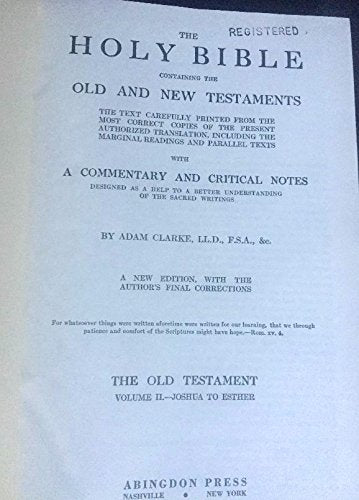 THE
REGISTERED
HOLY BIBLE
CONTAINING THE
OLD AND NEW TESTAMENTS
THE TEXT CAREFULLY PRINTED FROM THE
MOST CORRECT COPIES OF THE PRESENT
AUTHORIZED TRANSLATION, INCLUDING THE
MARGINAL READINGS AND PARALLEL TEXTS
WITH
A COMMENTARY AND CRITICAL NOTES
DESIGNED AS A HELP TO A BETTER UNDERSTANDING
OF THE SACRED WRITINGS
BY ADAM CLARKE, LL.D., F.S.A., &c.
A NEW EDITION, WITH THE
AUTHOR'S FINAL CORRECTIONS
For whatsoever things were written aforetime were written for our learning, that we through
patience and comfort of the Scriptures might have hope.—Rom. xv. 4.
THE OLD TESTAMENT
VOLUME II.—JOSHUA TO ESTHER
ABINGDON PRESS
NASHVILLE • NEW YORK